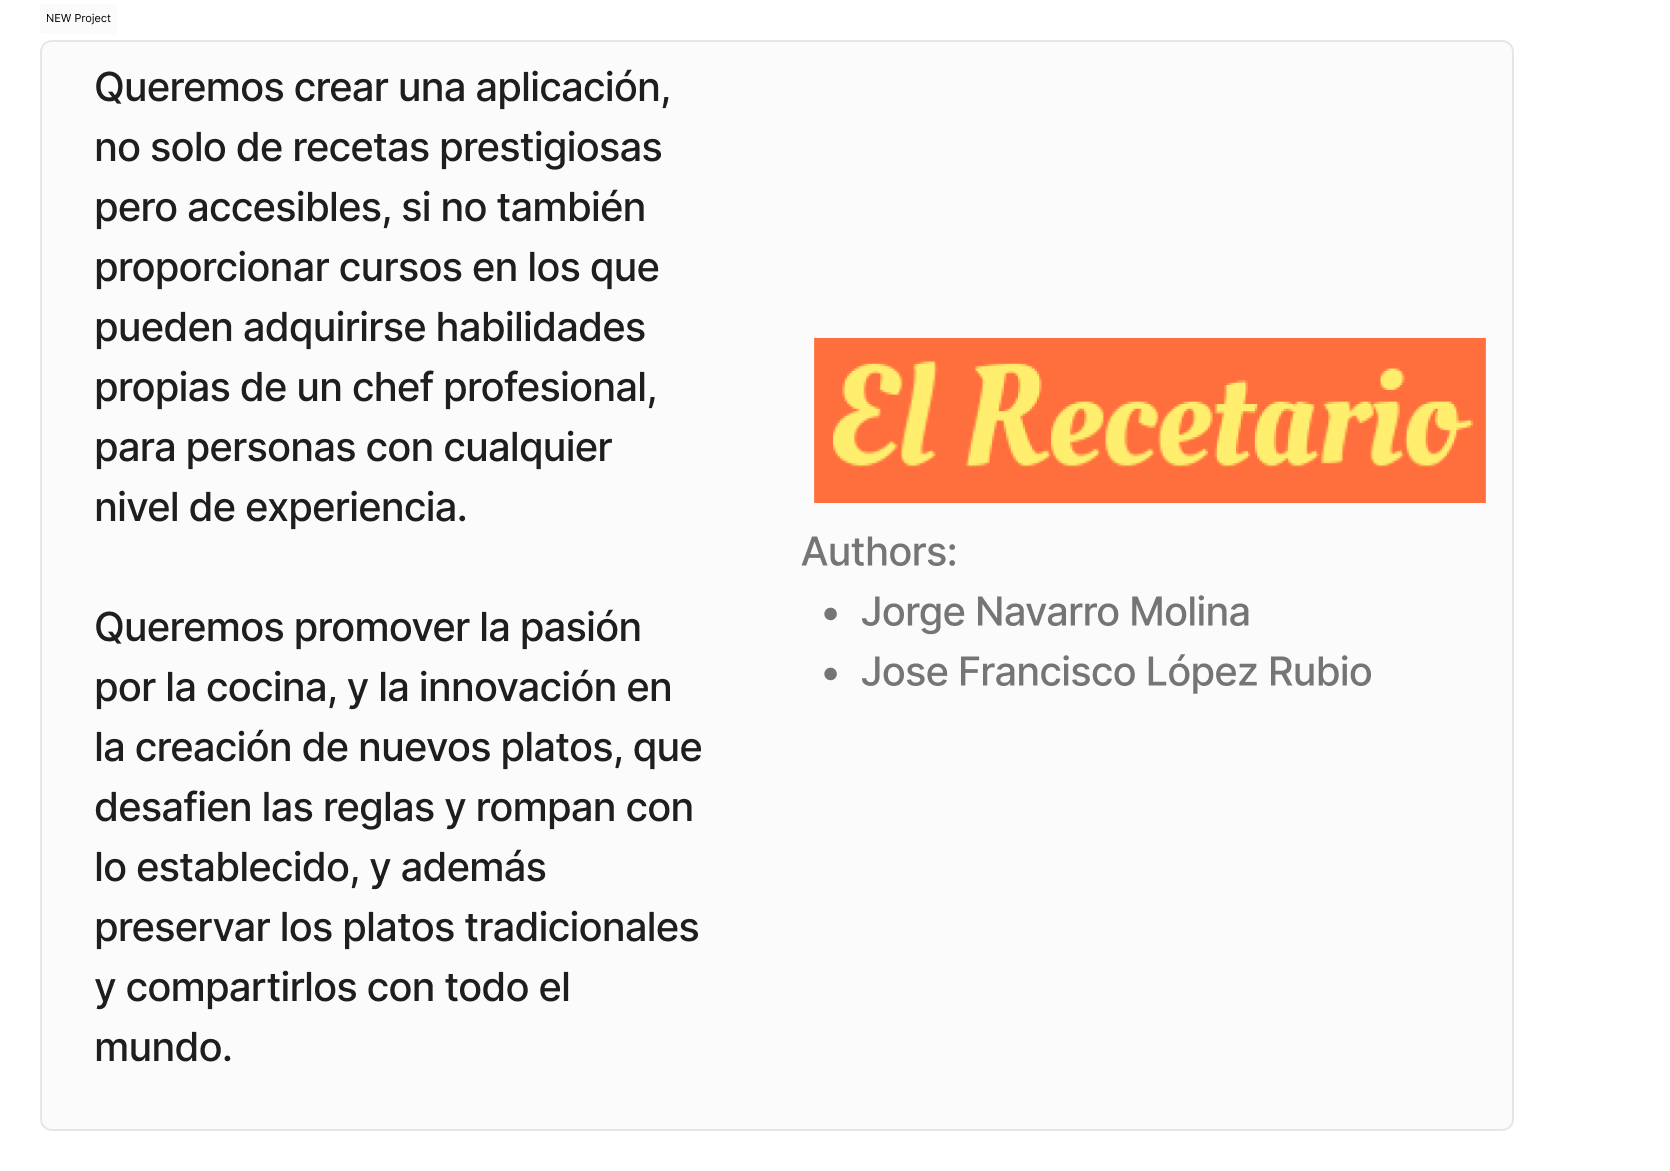 NEW Project
Queremos crear una aplicación,
no solo de recetas prestigiosas
pero accesibles, si no también
proporcionar cursos en los que
pueden adquirirse habilidades
propias de un chef profesional,
para personas con cualquier
nivel de experiencia.
Queremos promover la pasión
por la cocina, y la innovación en
la creación de nuevos platos, que
desafien las reglas y rompan con
lo establecido, y además
preservar los platos tradicionales
y compartirlos con todo el
mundo.
El Recetario
Authors:
• Jorge Navarro Molina
• Jose Francisco López Rubio